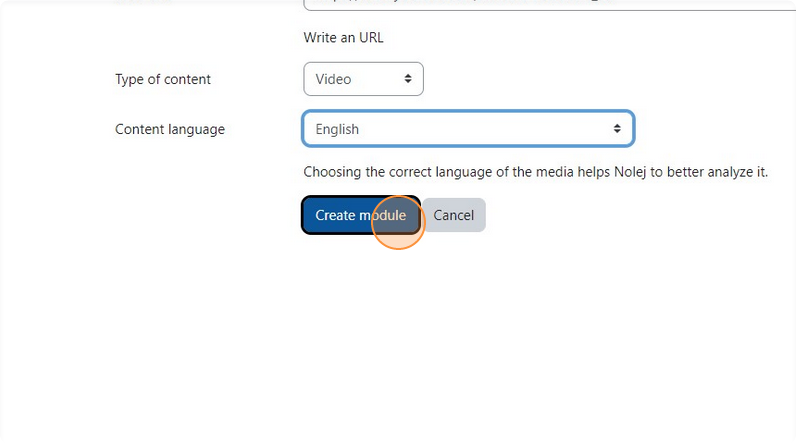 Write an URL
Type of content
Video
Content language
English
Choosing the correct language of the media helps Nolej to better analyze it.
Create module
Cancel